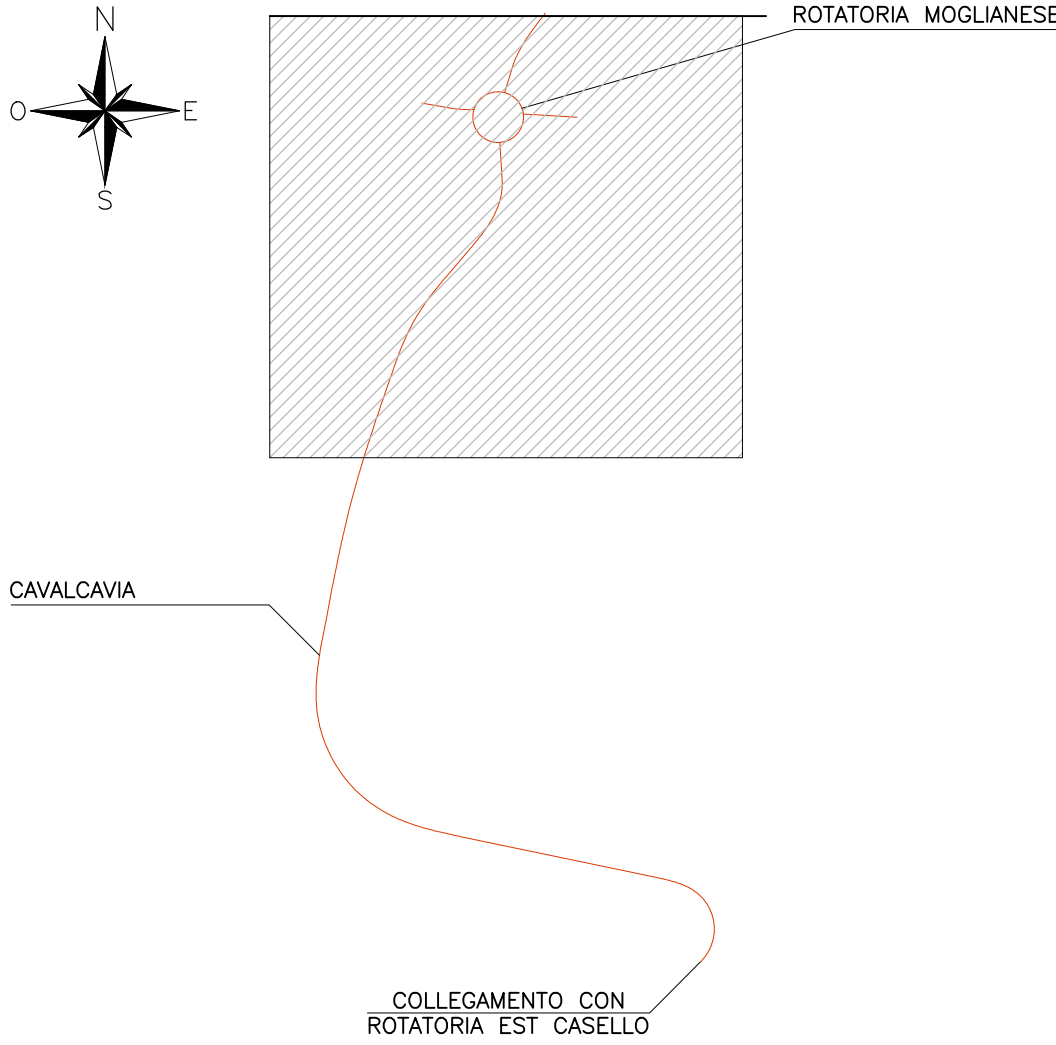 N
ROTATORIA MOGLIANESE
O
E
S
CAVALCAVIA
COLLEGAMENTO CON
ROTATORIA EST CASELLO